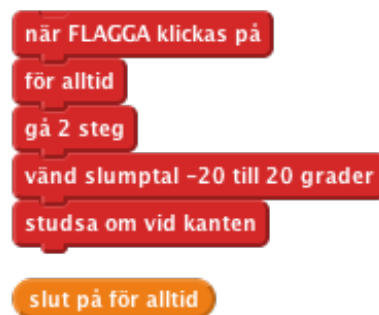 när FLAGGA klickas på
för alltid
gå 2 steg
vänd slumptal -20 till 20 grader
studsa om vid kanten
slut på för alltid